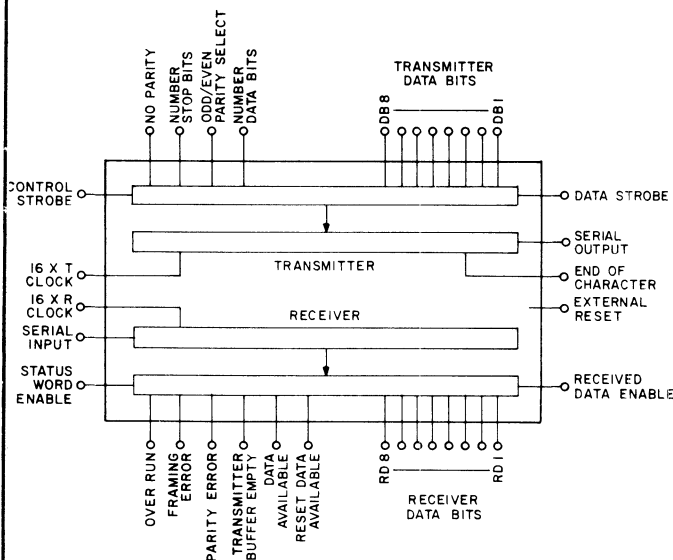 NO PARITY
NUMBER
STOP BITS
ODD/EVEN
PARITY SELECT
NUMBER
DATA BITS
TRANSMITTER
DATA BITS
DB8
DB1
CONTROL
STROBE
DATA STROBE
SERIAL
OUTPUT
16 X T
CLOCK
TRANSMITTER
END OF
CHARACTER
16 X R
CLOCK
RECEIVER
EXTERNAL
RESET
SERIAL
INPUT
STATUS
WORD
ENABLE
RECEIVED
DATA ENABLE
OVER RUN
FRAMING
ERROR
PARITY ERROR
TRANSMITTER
BUFFER EMPTY
DATA
AVAILABLE
RESET DATA
AVAILABLE
RD8
RD1
RECEIVER
DATA BITS